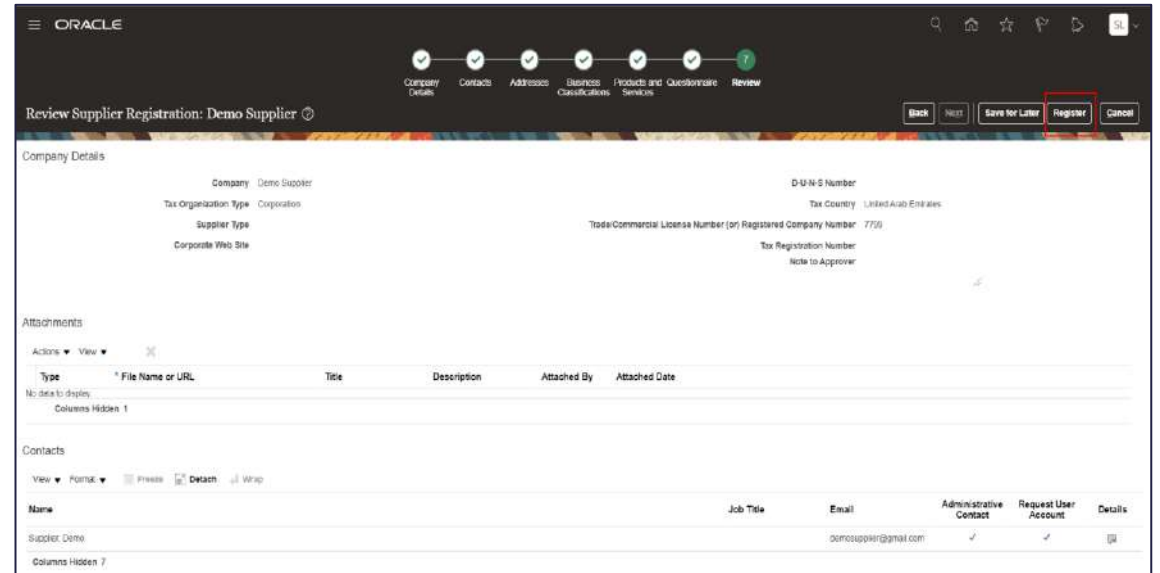 ORACLE
SL
7
Company Details
Contacts
Addresses
Business Classifications
Products and Services
Questionnaire
Review
Review Supplier Registration: Demo Supplier
Back
Next
Save for Later
Register
Cancel
Company Details
Company Demo Supplier
D-U-N-S Number
Tax Organization Type Corporation
Tax Country United Arab Emirates
Supplier Type
Trade/Commercial License Number (or) Registered Company Number
Corporate Web Site
Tax Registration Number
Note to Approver
Attachments
Actions View
Type * File Name or URL Title Description Attached By Attached Date
No data to display
Columns Hidden 1
Contacts
View Format Freeze Detach Wrap
Name Job Title Email Administrative Contact Request User Account Details
Supplier, Demo demosupplier@gmail.com
Columns Hidden 7